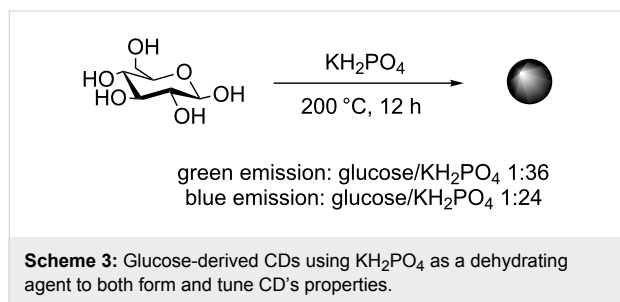 OH
HO
O
HO
OH
OH
KH₂PO₄
200 °C, 12 h
green emission: glucose/KH₂PO₄ 1:36
blue emission: glucose/KH₂PO₄ 1:24
Scheme 3: Glucose-derived CDs using KH₂PO₄ as a dehydrating
agent to both form and tune CD’s properties.